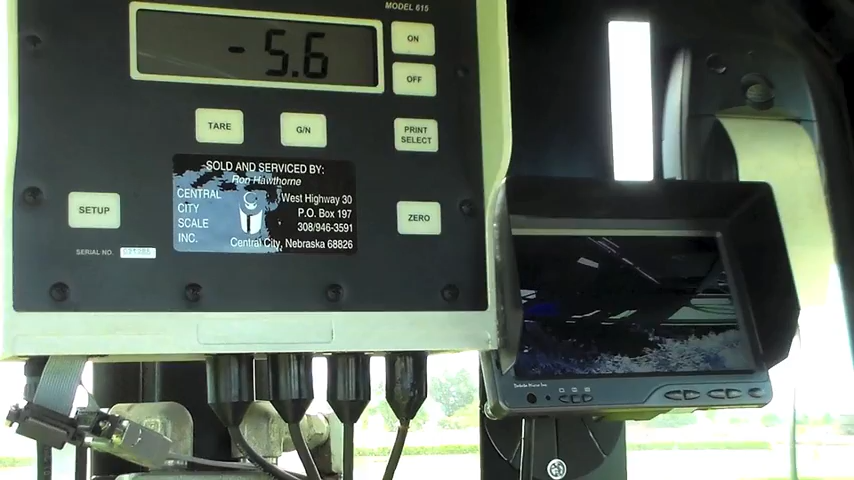 MODEL 615
- 5.6
ON
OFF
TARE
G/N
PRINT
SELECT
SOLD AND SERVICED BY:
Ron Hawthorne
CENTRAL
CITY
SCALE
INC.
West Highway 30
P.O. Box 197
308/946-3591
Central City, Nebraska 68826
SETUP
ZERO
SERIAL NO.